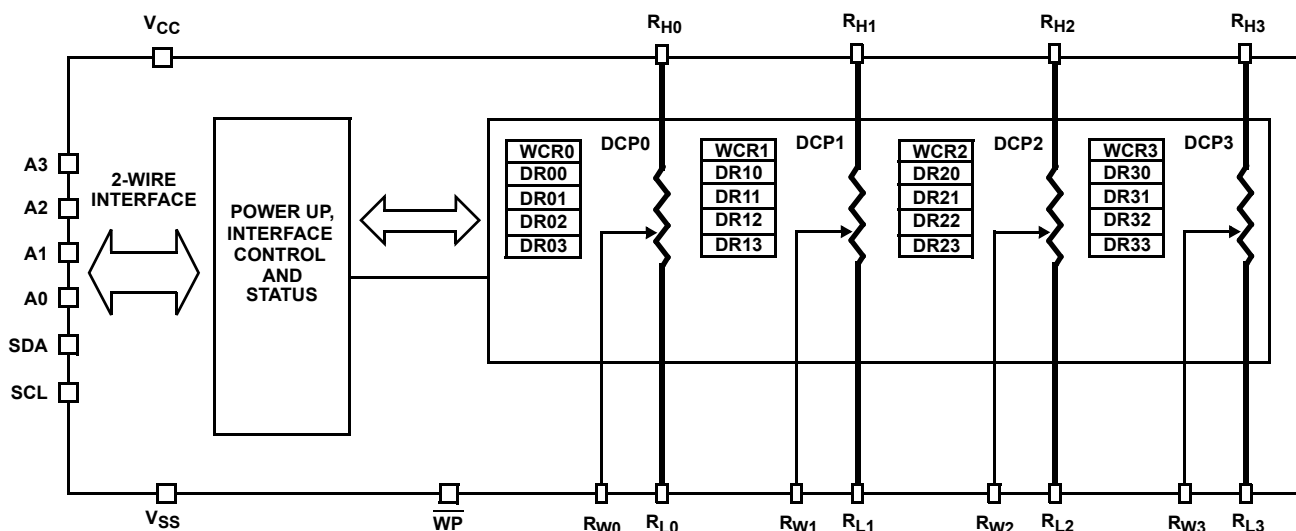 VCC
RH0
RH1
RH2
RH3
A3
A2
A1
A0
SDA
SCL
2-WIRE
INTERFACE
POWER UP,
INTERFACE
CONTROL
AND
STATUS
WCR0
DR00
DR01
DR02
DR03
DCP0
WCR1
DR10
DR11
DR12
DR13
DCP1
WCR2
DR20
DR21
DR22
DR23
DCP2
WCR3
DR30
DR31
DR32
DR33
DCP3
VSS
WP
RW0
RL0
RW1
RL1
RW2
RL2
RW3
RL3